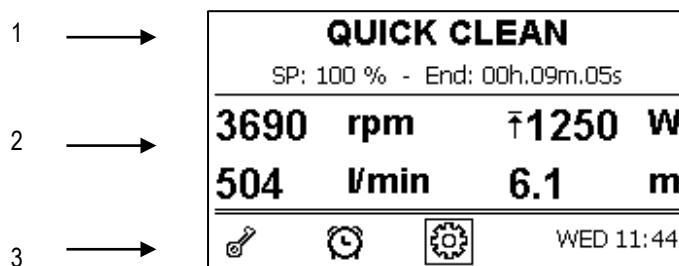 1
QUICK CLEAN
SP: 100 % - End: 00h.09m.05s
2
3690 rpm 1250 W
504 l/min 6.1 m
3
WED 11:44